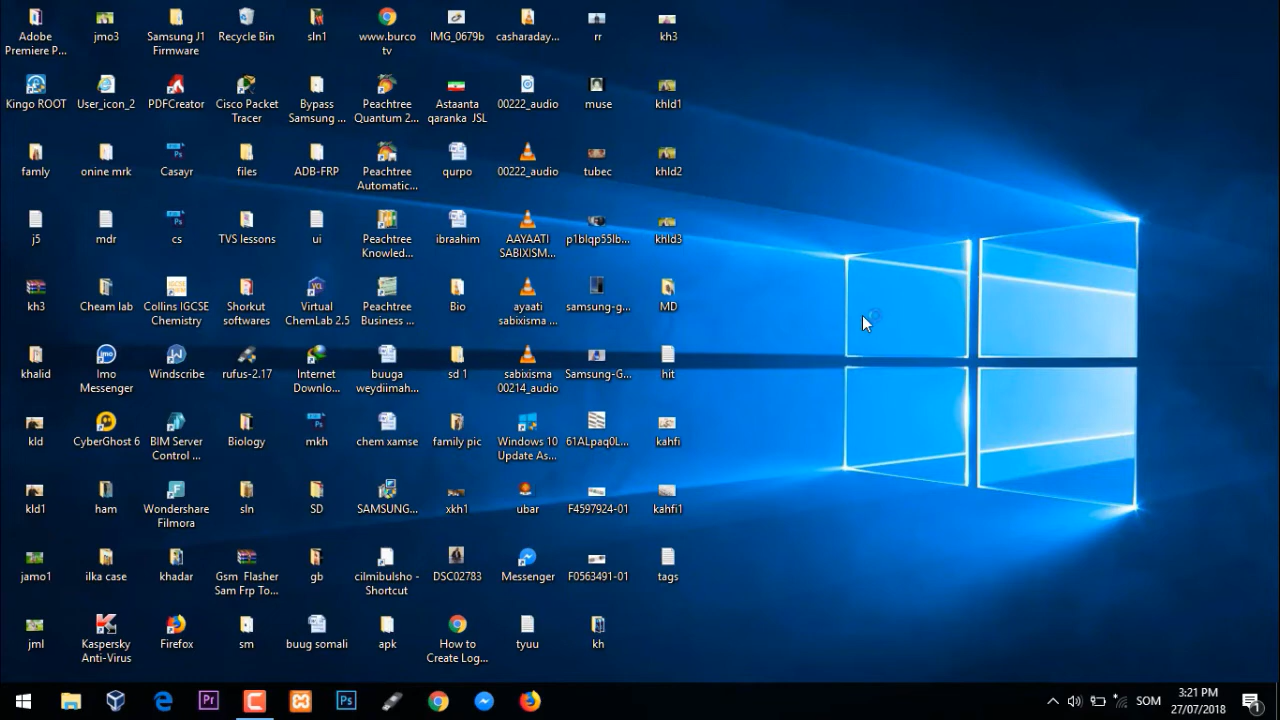 Adobe
Premiere P...
jmo3
Samsung J1
Firmware
Recycle Bin
sln1
www.burco
tv
IMG_0679b
casharaday...
rr
kh3
Kingo ROOT
User_icon_2
PDFCreator
Cisco Packet
Tracer
Bypass
Samsung ...
Peachtree
Quantum 2...
Astaanta
qaranka JSL
00222_audio
muse
khld1
famly
onine mrk
Casayr
files
ADB-FRP
Peachtree
Automatic...
qurpo
00222_audio
tubec
khld2
j5
mdr
cs
TVS lessons
ui
Peachtree
Knowled...
ibraahim
AAYAATI
SABIXISM...
p1blqp55lb...
khld3
kh3
Cheam lab
Collins IGCSE
Chemistry
Shorkut
softwares
Virtual
ChemLab 2.5
Peachtree
Business ...
Bio
ayaati
sabixisma ...
samsung-g...
MD
khalid
Imo
Messenger
Windscribe
rufus-2.17
Internet
Downlo...
buuga
weydiimah...
sd 1
sabixisma
00214_audio
Samsung-G...
hit
kld
CyberGhost 6
BIM Server
Control ...
Biology
mkh
chem xamse
family pic
Windows 10
Update As...
61ALpaq0L...
kahfi
kld1
ham
Wondershare
Filmora
sln
SD
SAMSUNG...
xkh1
ubar
F4597924-01
kahfi1
jamo1
ilka case
khadar
Gsm Flasher
Sam Frp To...
gb
cilmibulsho -
Shortcut
DSC02783
Messenger
F0563491-01
tags
jml
Kaspersky
Anti-Virus
Firefox
sm
buug somali
apk
How to
Create Log...
tyuu
kh
SOM
3:21 PM
27/07/2018